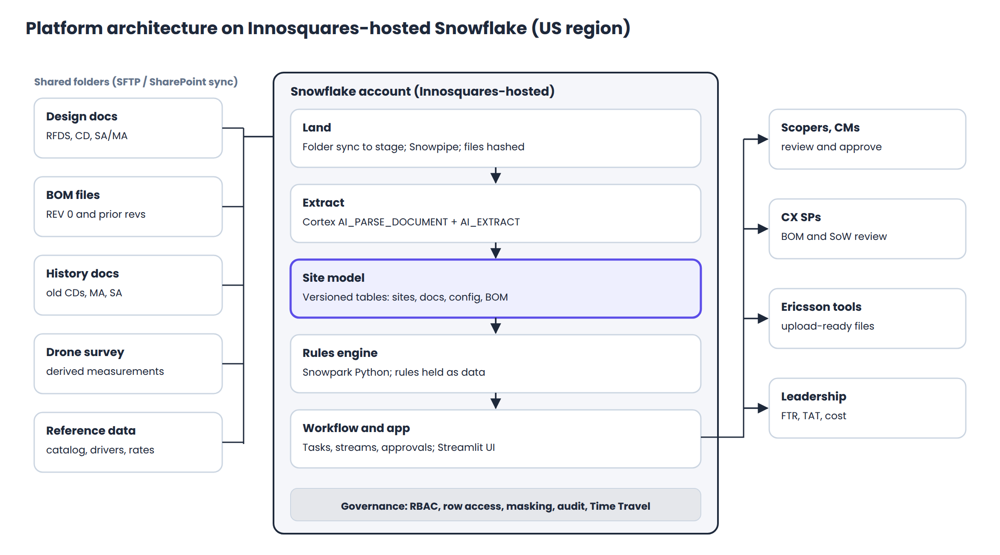 Platform architecture on Innosquares-hosted Snowflake (US region)
Shared folders (SFTP / SharePoint sync)
Design docs
RFDS, CD, SA/MA
BOM files
REV 0 and prior revs
History docs
old CDs, MA, SA
Drone survey
derived measurements
Reference data
catalog, drivers, rates
Snowflake account (Innosquares-hosted)
Land
Folder sync to stage; Snowpipe; files hashed
Extract
Cortex AI_PARSE_DOCUMENT + AI_EXTRACT
Site model
Versioned tables: sites, docs, config, BOM
Rules engine
Snowpark Python; rules held as data
Workflow and app
Tasks, streams, approvals; Streamlit UI
Governance: RBAC, row access, masking, audit, Time Travel
Scopers, CMs
review and approve
CX SPs
BOM and SoW review
Ericsson tools
upload-ready files
Leadership
FTR, TAT, cost